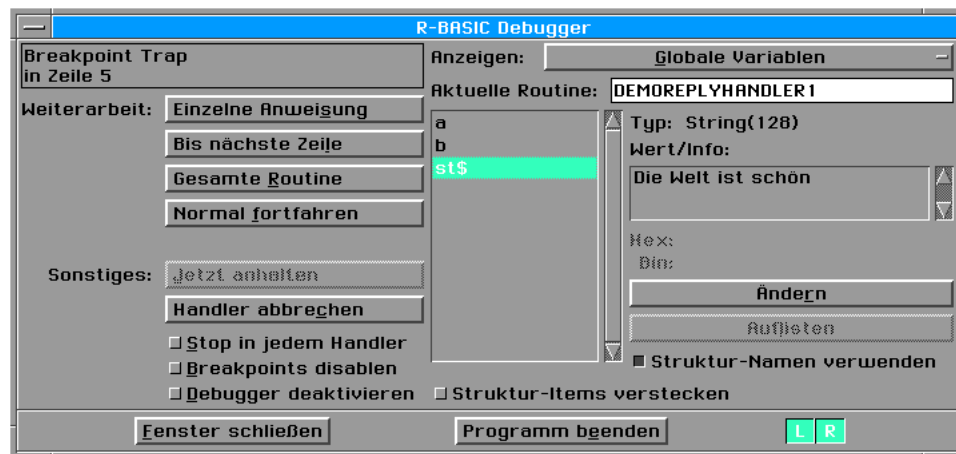 R-BASIC Debugger
Breakpoint Trap
in Zeile 5
Weiterarbeit:
Einzelne Anweisung
Bis nächste Zeile
Gesamte Routine
Normal fortfahren
Sonstiges:
Jetzt anhalten
Handler abbrechen
Stop in jedem Handler
Breakpoints disablen
Debugger deaktivieren
Anzeigen:
Globale Variablen
Aktuelle Routine:
DEMOREPLYHANDLER1
a
b
st$
Typ: String(128)
Wert/Info:
Die Welt ist schön
Hex:
Bin:
Ändern
Auflisten
Struktur-Namen verwenden
Struktur-Items verstecken
Fenster schließen
Programm beenden
L R